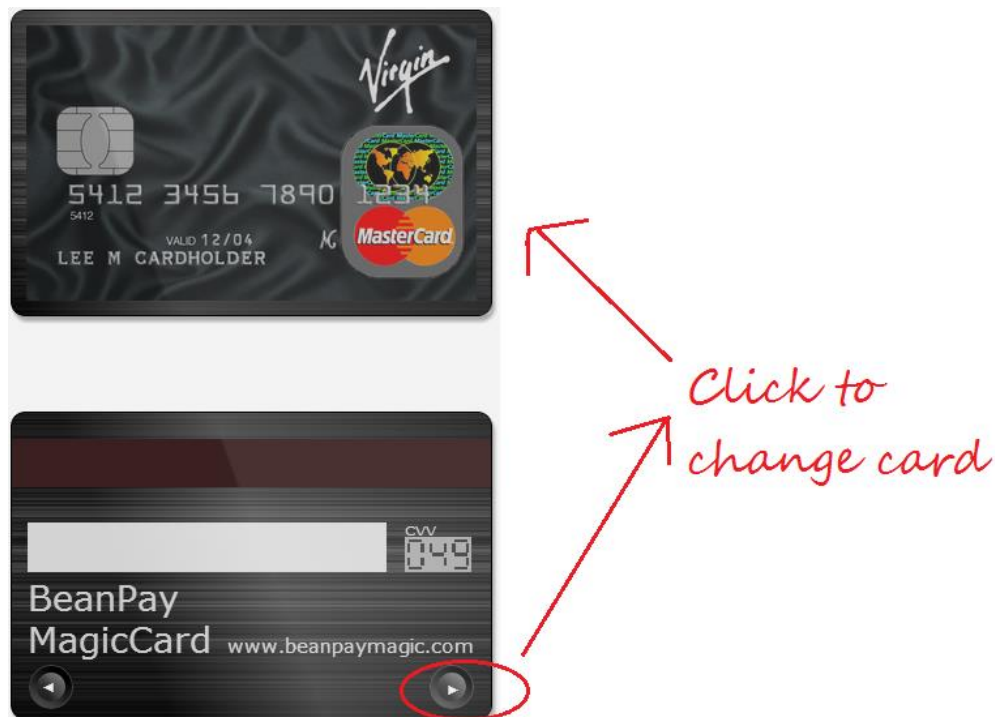 Virgin
5412 3456 7890 1234
5412
VALID 12/04
MasterCard
LEE M CARDHOLDER
Click to
change card
CVV
049
BeanPay
MagicCard www.beanpaymagic.com